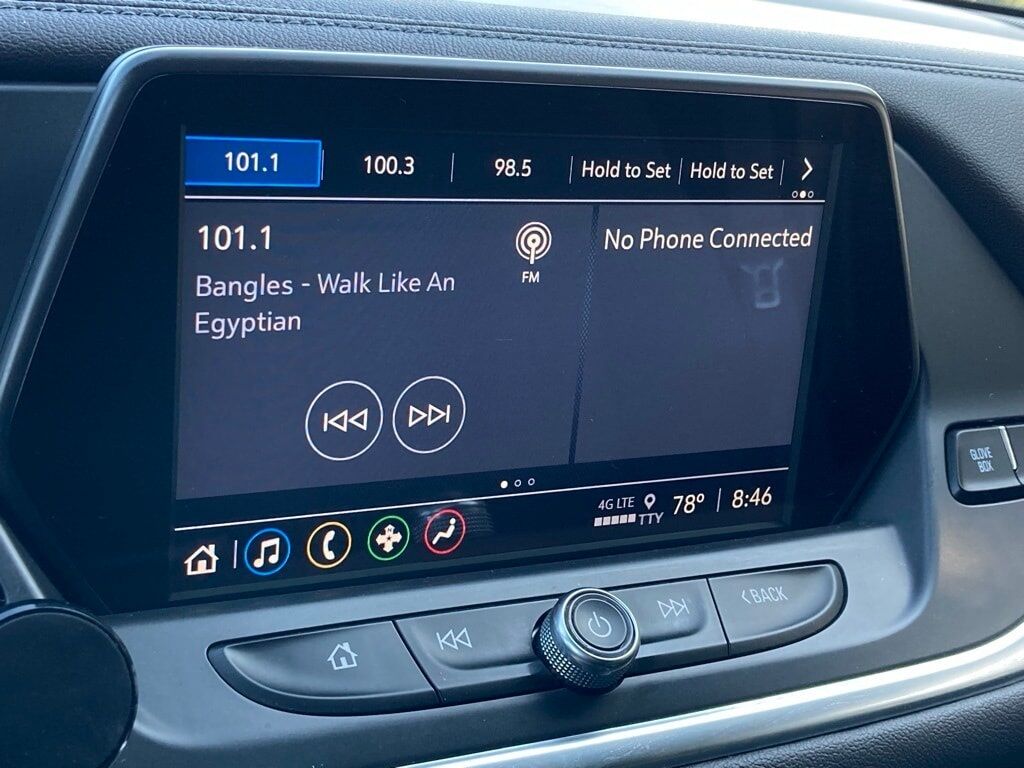 101.1 100.3 98.5 Hold to Set Hold to Set
101.1
FM
Bangles - Walk Like An
Egyptian
No Phone Connected
4G LTE
TTY
78° 8:46
BACK
GLOVE
BOX